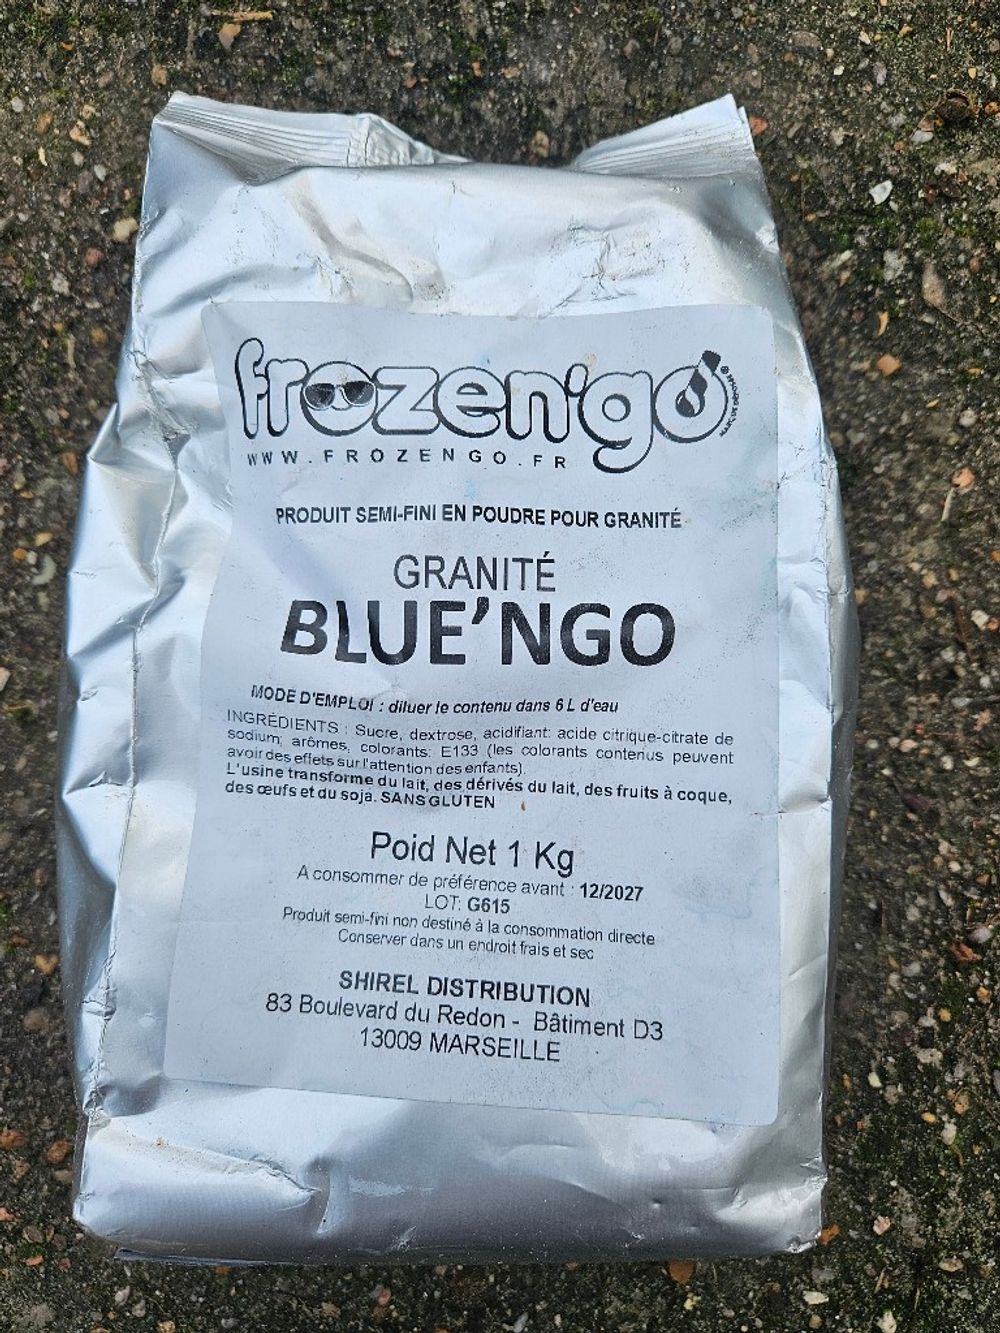 frozen'go
MARQUE DÉPOSÉE ®
WWW.FROZENGO.FR
PRODUIT SEMI-FINI EN POUDRE POUR GRANITÉ
GRANITÉ
BLUE'NGO
MODE D'EMPLOI : diluer le contenu dans 6 L d'eau
INGRÉDIENTS : Sucre, dextrose, acidifiant: acide citrique-citrate de
sodium, arômes, colorants: E133 (les colorants contenus peuvent
avoir des effets sur l'attention des enfants).
L'usine transforme du lait, des dérivés du lait, des fruits à coque,
des œufs et du soja. SANS GLUTEN
Poid Net 1 Kg
A consommer de préférence avant : 12/2027
LOT: G615
Produit semi-fini non destiné à la consommation directe
Conserver dans un endroit frais et sec
SHIREL DISTRIBUTION
83 Boulevard du Redon - Bâtiment D3
13009 MARSEILLE